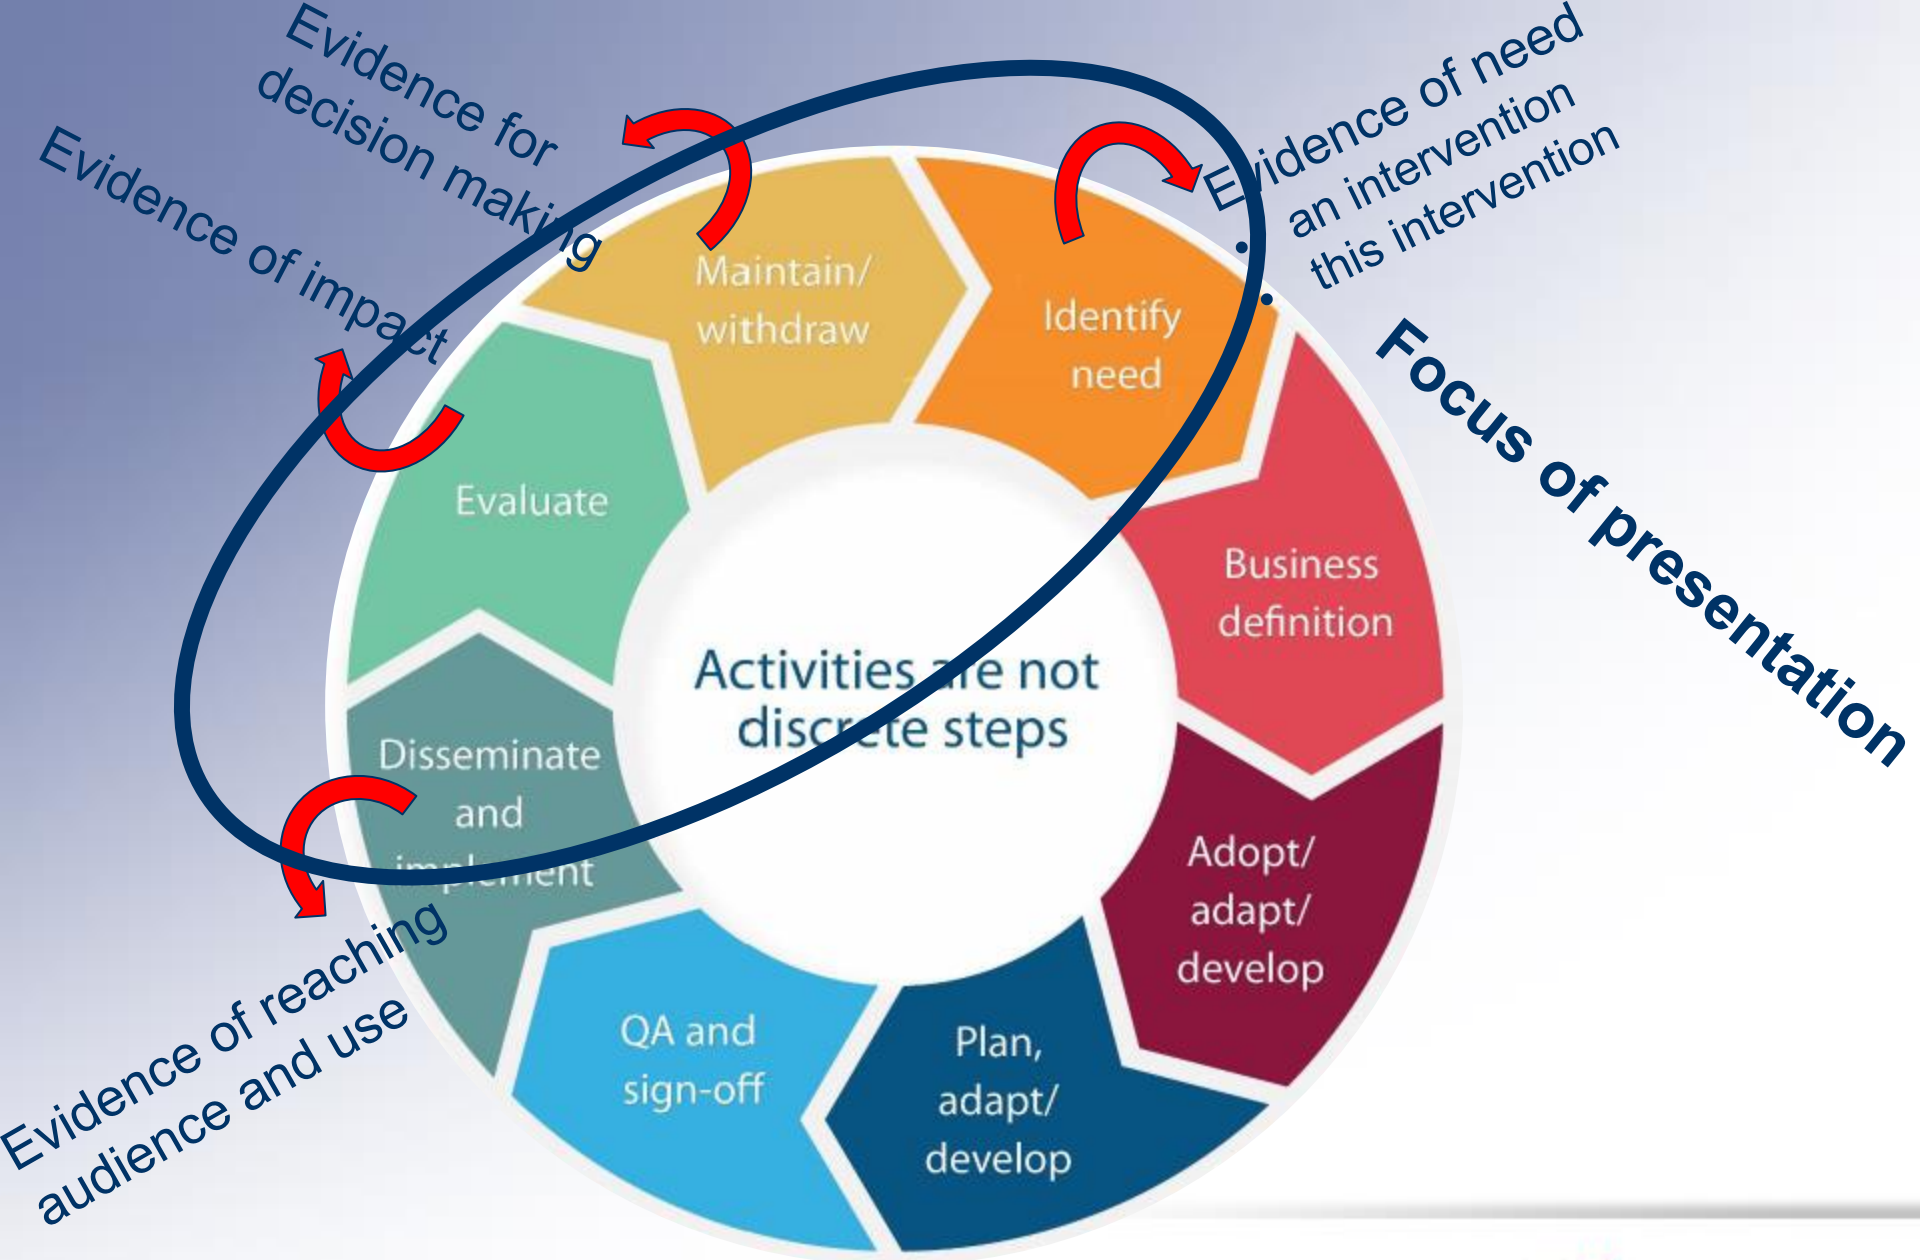 Evidence for
decision making
Evidence of impact
Evidence of need
• an intervention
• this intervention
Focus of presentation
Maintain/
withdraw
Identify
need
Business
definition
Adopt/
adapt/
develop
Plan,
adapt/
develop
QA and
sign-off
Disseminate
and
implement
Evaluate
Activities are not
discrete steps
Evidence of reaching
audience and use